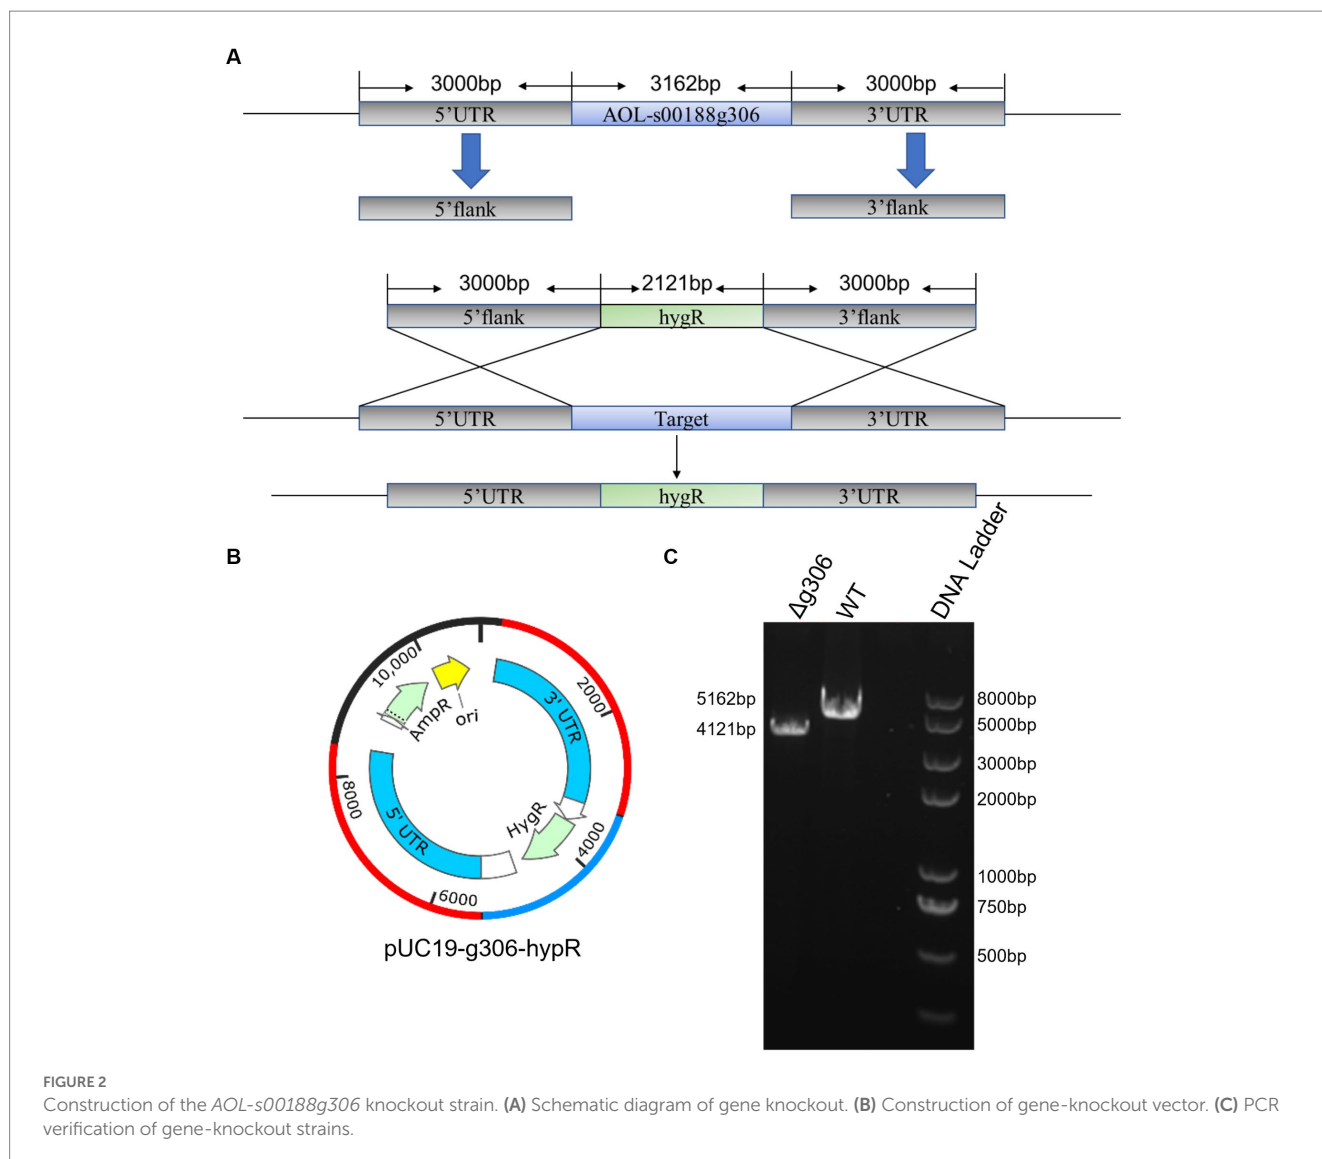 A
3000bp 3162bp 3000bp
5’UTR AOL-s00188g306 3’UTR
5’flank 3’flank
3000bp 2121bp 3000bp
5’flank hygR 3’flank
5’UTR Target 3’UTR
5’UTR hygR 3’UTR
B
10,000
2000
4000
6000
8000
AmpR
ori
3' UTR
HygR
5' UTR
pUC19-g306-hypR
C
Δg306 WT DNA Ladder
5162bp
4121bp
8000bp
5000bp
3000bp
2000bp
1000bp
750bp
500bp
FIGURE 2
Construction of the AOL-s00188g306 knockout strain. (A) Schematic diagram of gene knockout. (B) Construction of gene-knockout vector. (C) PCR
verification of gene-knockout strains.